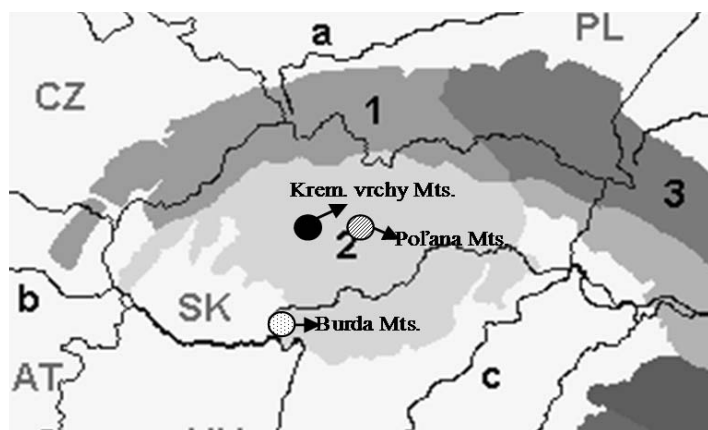 a
PL
CZ
1
Krem. vrchy Mts.
3
2
Poľana Mts.
b
SK
Burda Mts.
AT
c